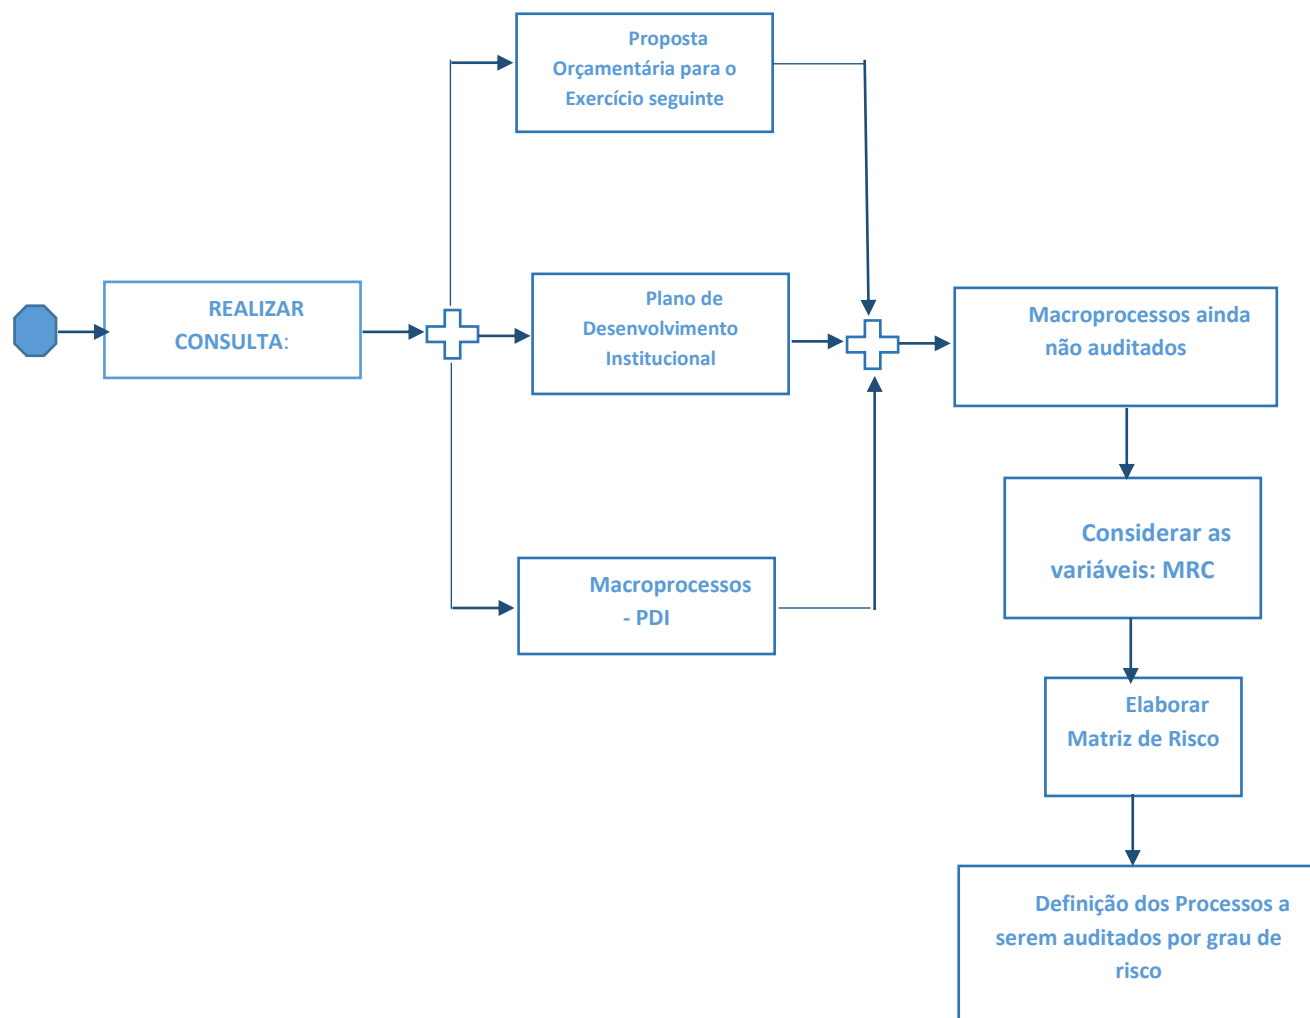 REALIZAR
CONSULTA:
Proposta
Orçamentária para o
Exercício seguinte
Plano de
Desenvolvimento
Institucional
Macroprocessos
- PDI
Macroprocessos ainda
não auditados
Considerar as
variáveis: MRC
Elaborar
Matriz de Risco
Definição dos Processos a
serem auditados por grau de
risco